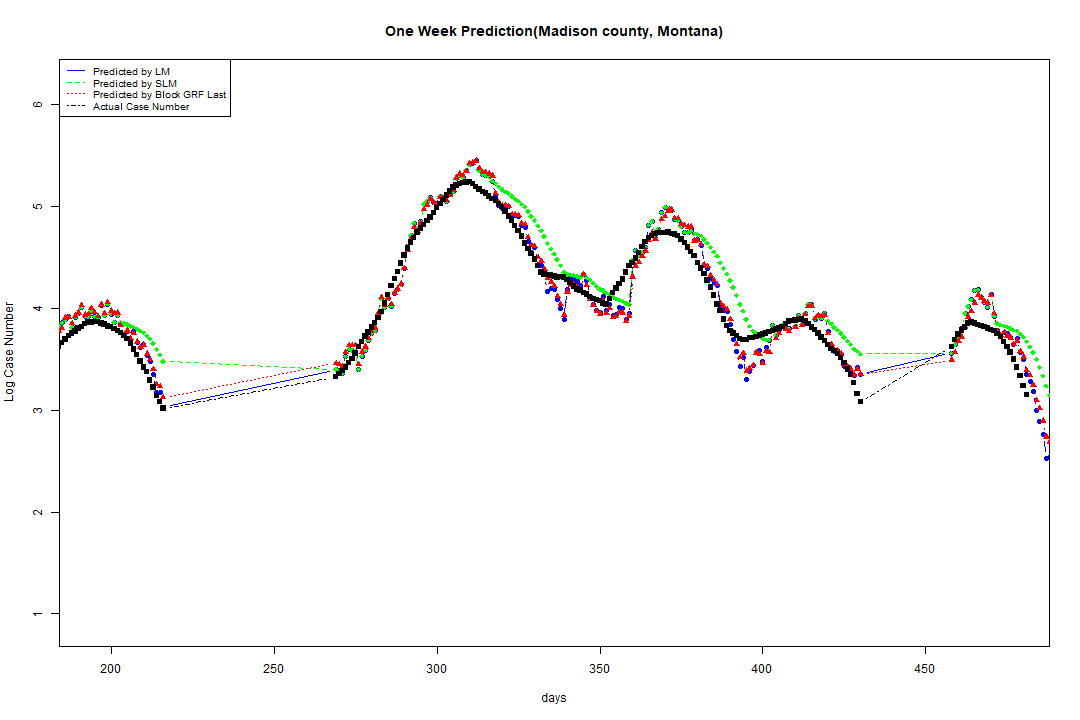 One Week Prediction(Madison county, Montana)
Predicted by LM
Predicted by SLM
Predicted by Block GRF Last
Actual Case Number
Log Case Number
6
5
4
3
2
1
200 250 300 350 400 450
days